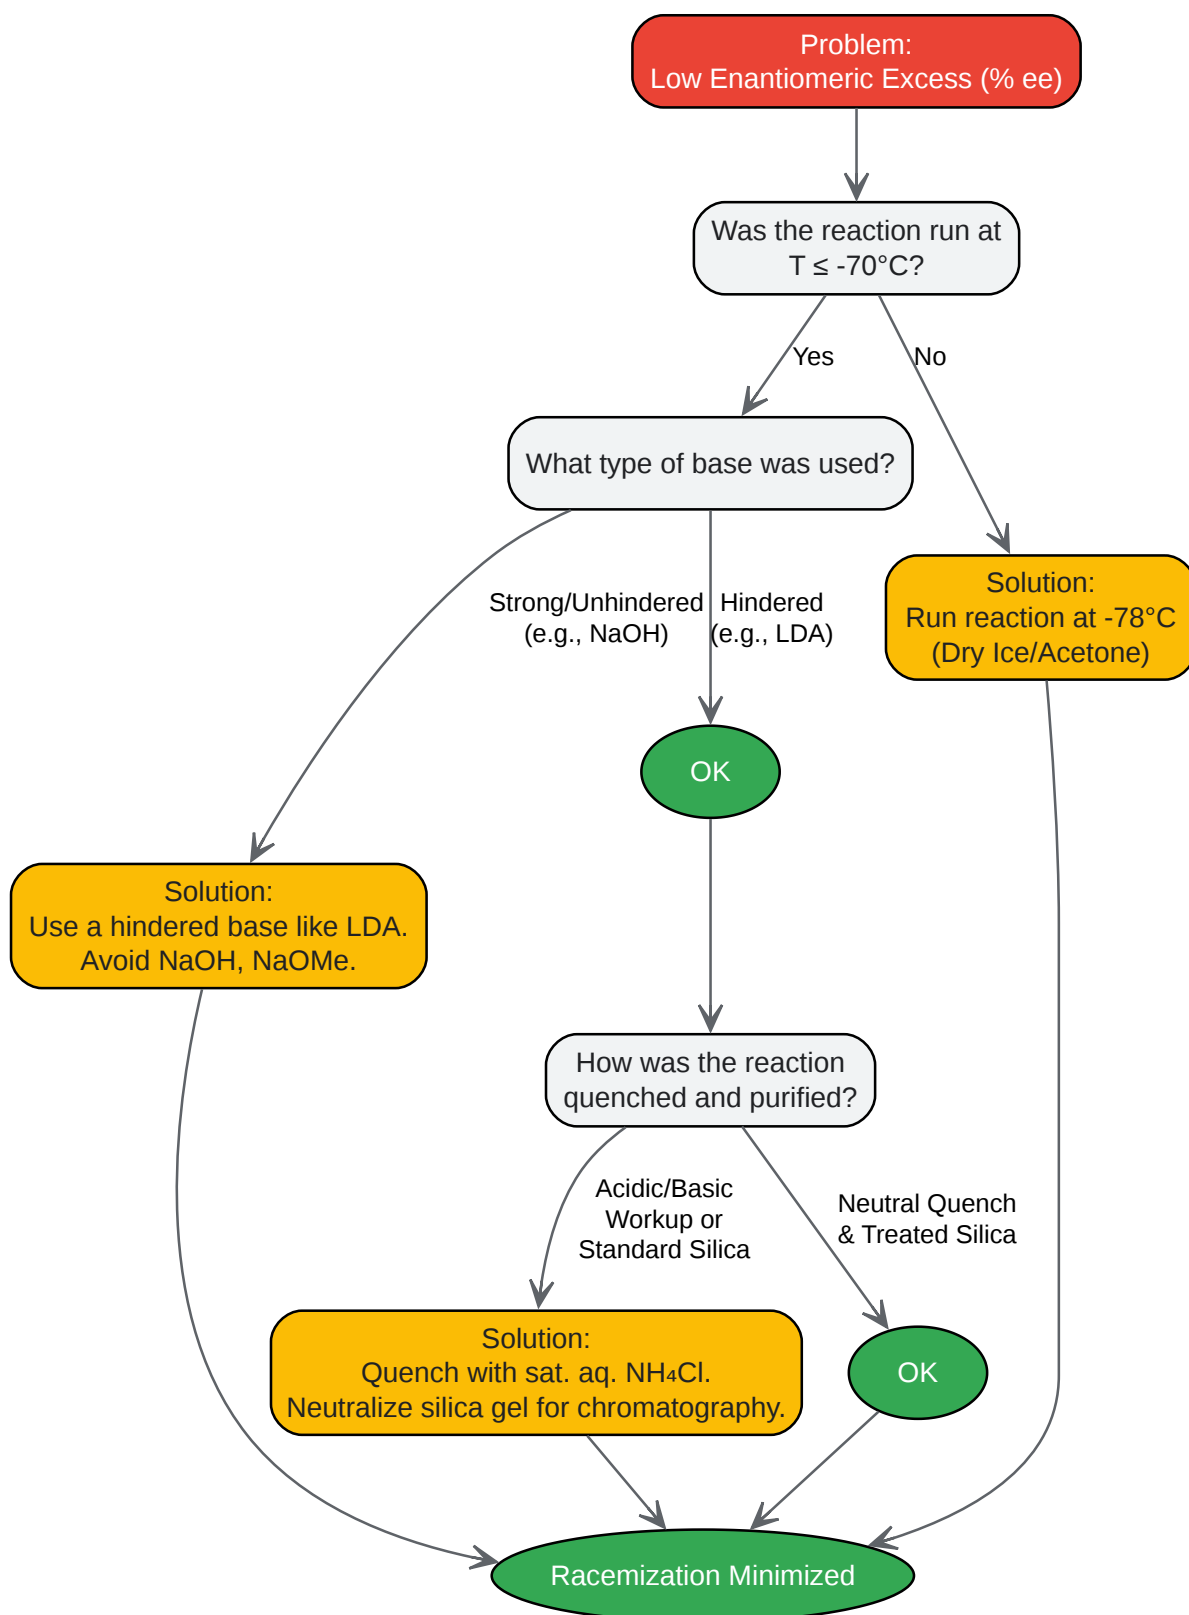 Problem:
Low Enantiomeric Excess (% ee)
Was the reaction run at
T ≤ -70°C?
Yes
No
What type of base was used?
Strong/Unhindered
(e.g., NaOH)
Hindered
(e.g., LDA)
Solution:
Run reaction at -78°C
(Dry Ice/Acetone)
OK
Solution:
Use a hindered base like LDA.
Avoid NaOH, NaOMe.
How was the reaction
quenched and purified?
Acidic/Basic
Workup or
Standard Silica
Neutral Quench
& Treated Silica
Solution:
Quench with sat. aq. NH₄Cl.
Neutralize silica gel for chromatography.
OK
Racemization Minimized